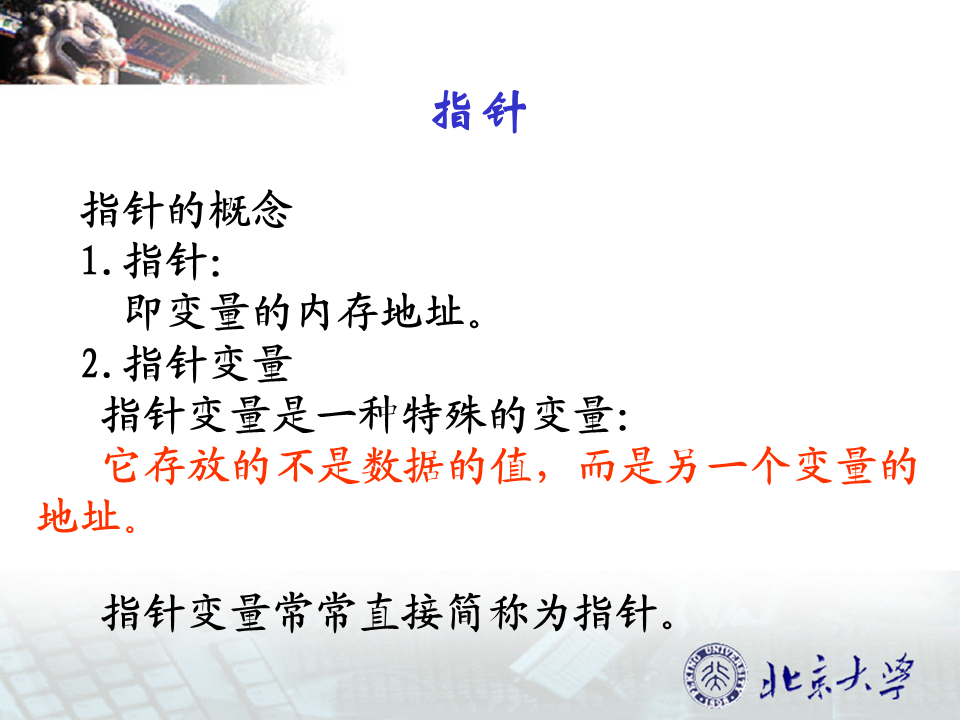 指针
指针的概念
1.指针:
即变量的内存地址。
2.指针变量
指针变量是一种特殊的变量:
它存放的不是数据的值，而是另一个变量的
地址。
指针变量常常直接简称为指针。
PEKING UNIVERSITY
1898
北京大学